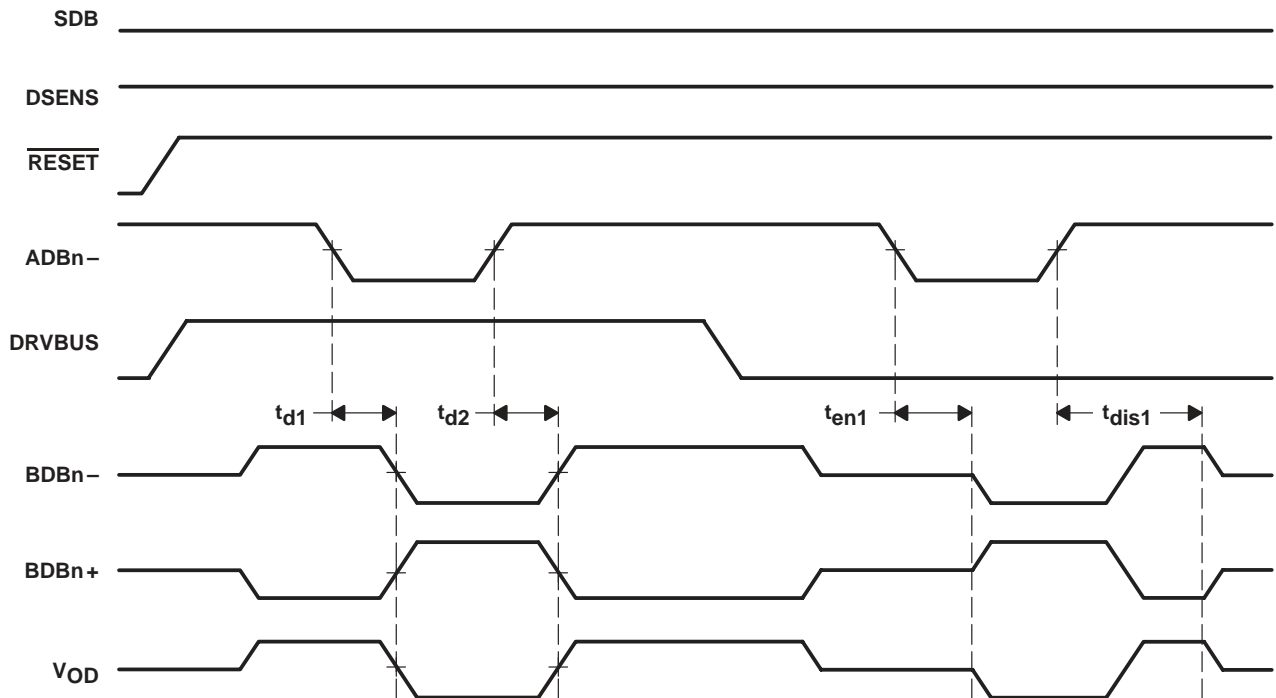 SDB
DSENS
RESET
ADBn–
DRVBUS
td1
td2
ten1
tdis1
BDBn–
BDBn+
VOD